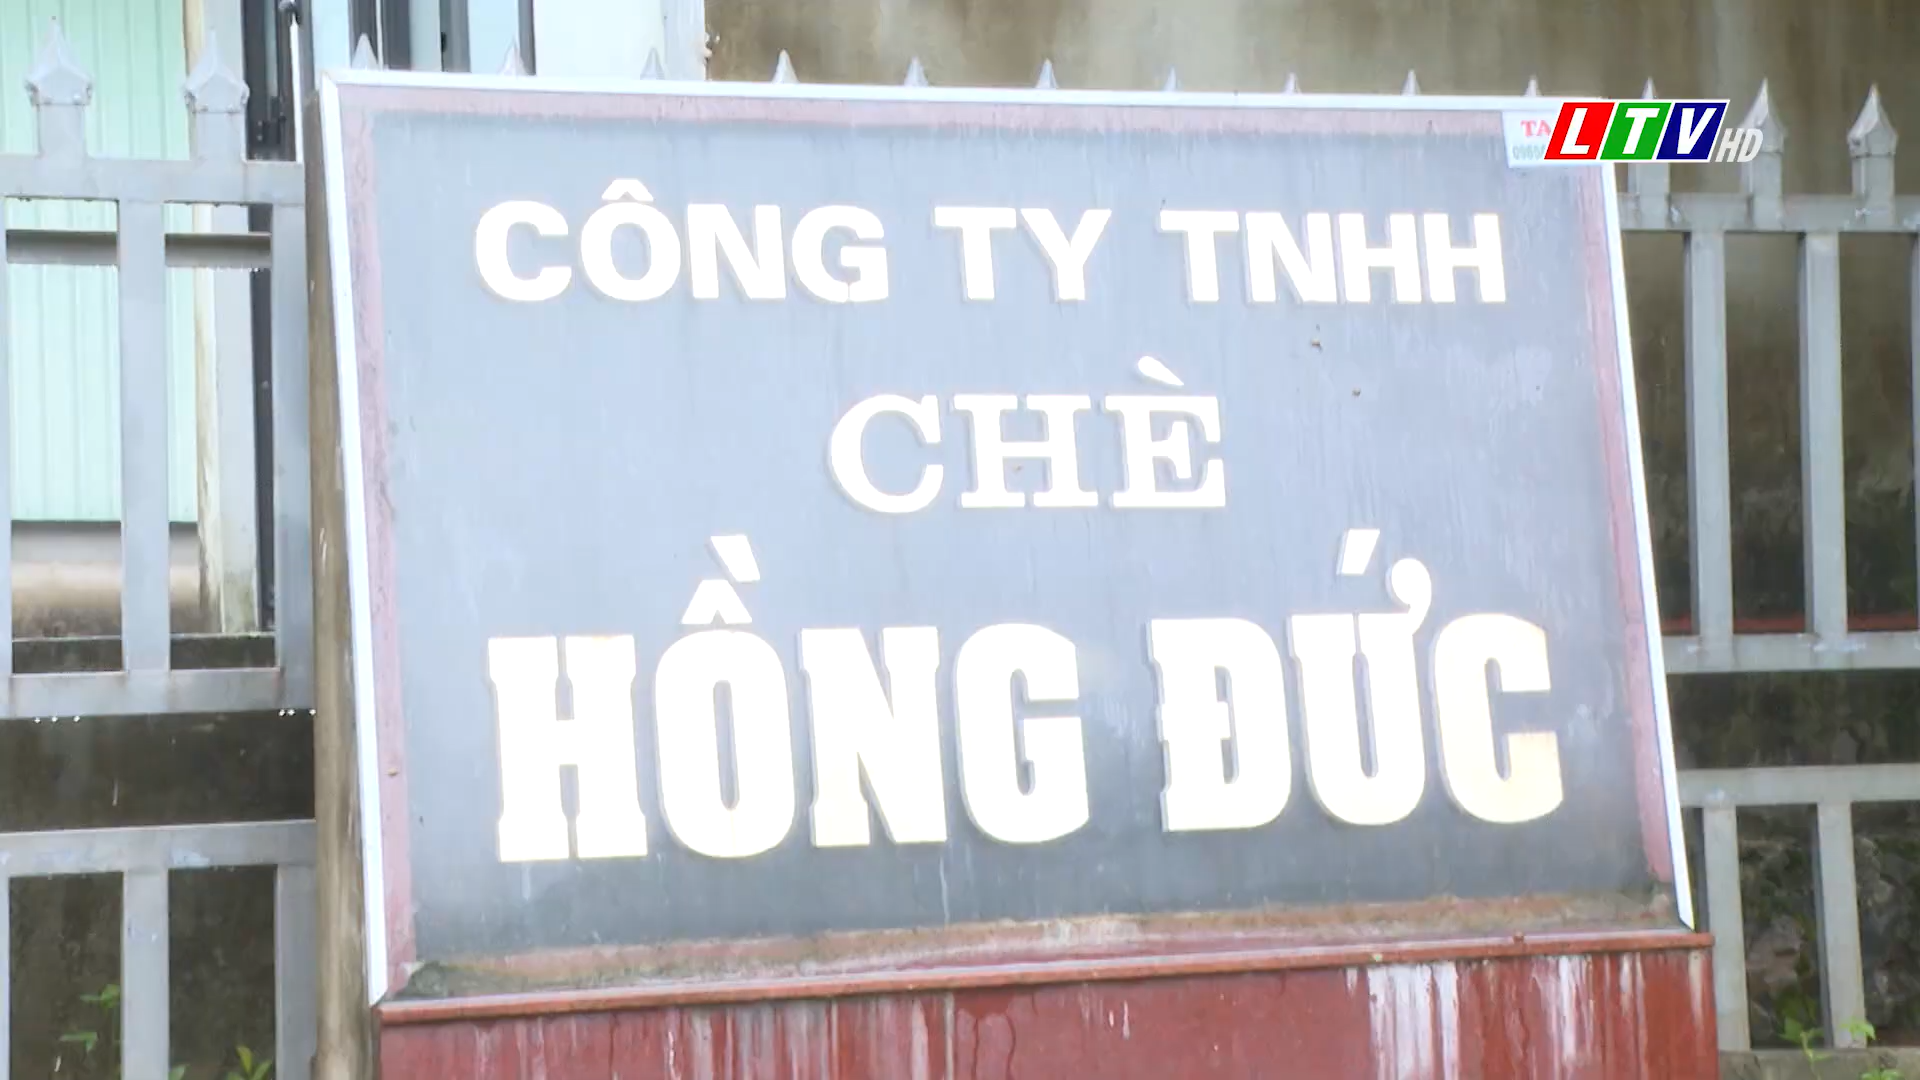 LTV HD
CÔNG TY TNHH
CHÈ
HỒNG ĐỨC